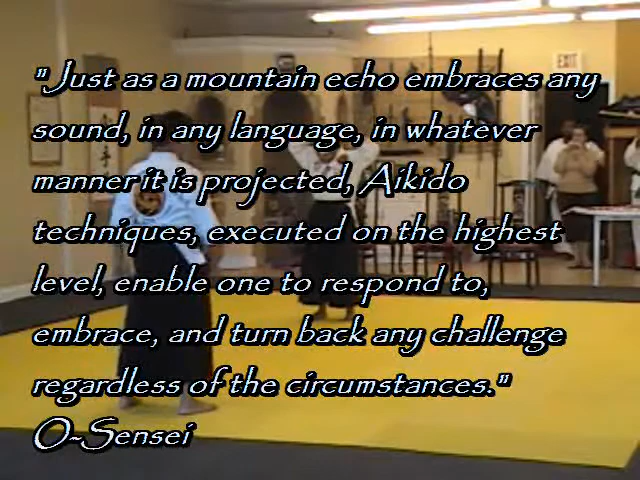 "Just as a mountain echo embraces any
sound, in any language, in whatever
manner it is projected, Aikido
techniques, executed on the highest
level, enable one to respond to,
embrace, and turn back any challenge
regardless of the circumstances."
O-Sensei
EXIT